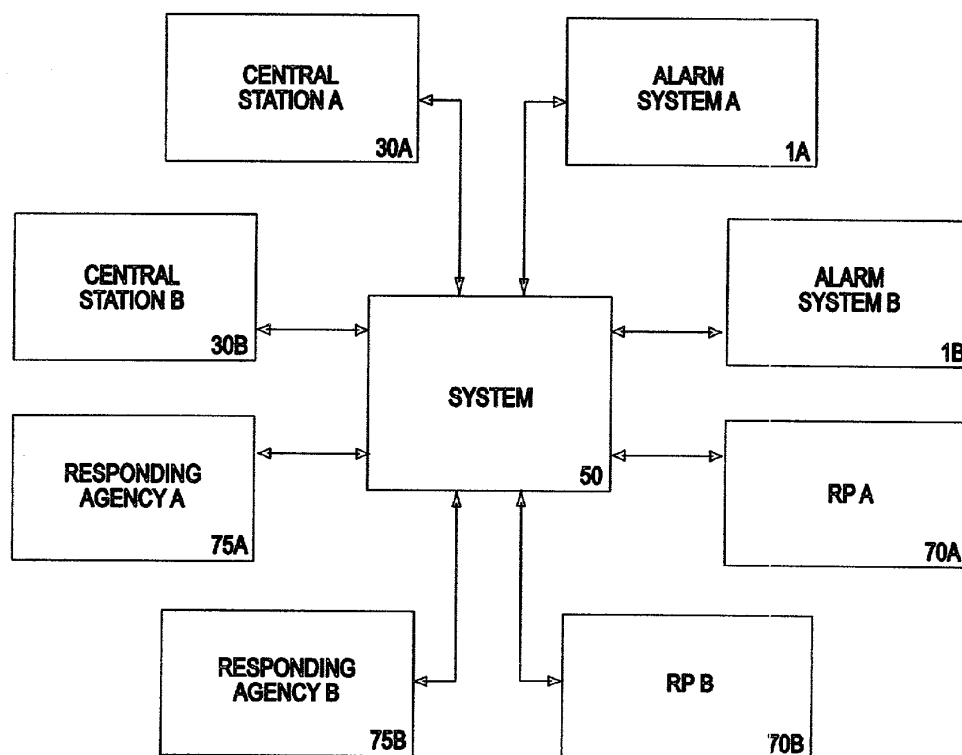 CENTRAL
STATION A
30A
ALARM
SYSTEM A
1A
CENTRAL
STATION B
30B
ALARM
SYSTEM B
1B
SYSTEM
50
RESPONDING
AGENCY A
75A
RP A
70A
RESPONDING
AGENCY B
75B
RP B
70B